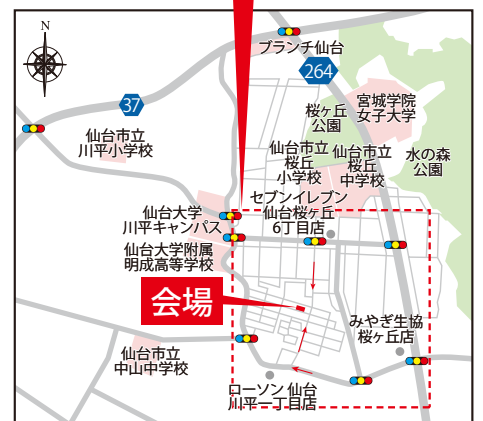 N
ブランチ仙台
264
37
宮城学院
女子大学
桜ヶ丘
公園
仙台市立
川平小学校
仙台市立
桜丘
小学校
仙台市立
桜丘
中学校
水の森
公園
セブンイレブン
仙台桜ヶ丘
6丁目店
仙台大学
川平キャンパス
仙台大学附属
明成高等学校
会場
みやぎ生協
桜ヶ丘店
仙台市立
中山中学校
ローソン 仙台
川平一丁目店